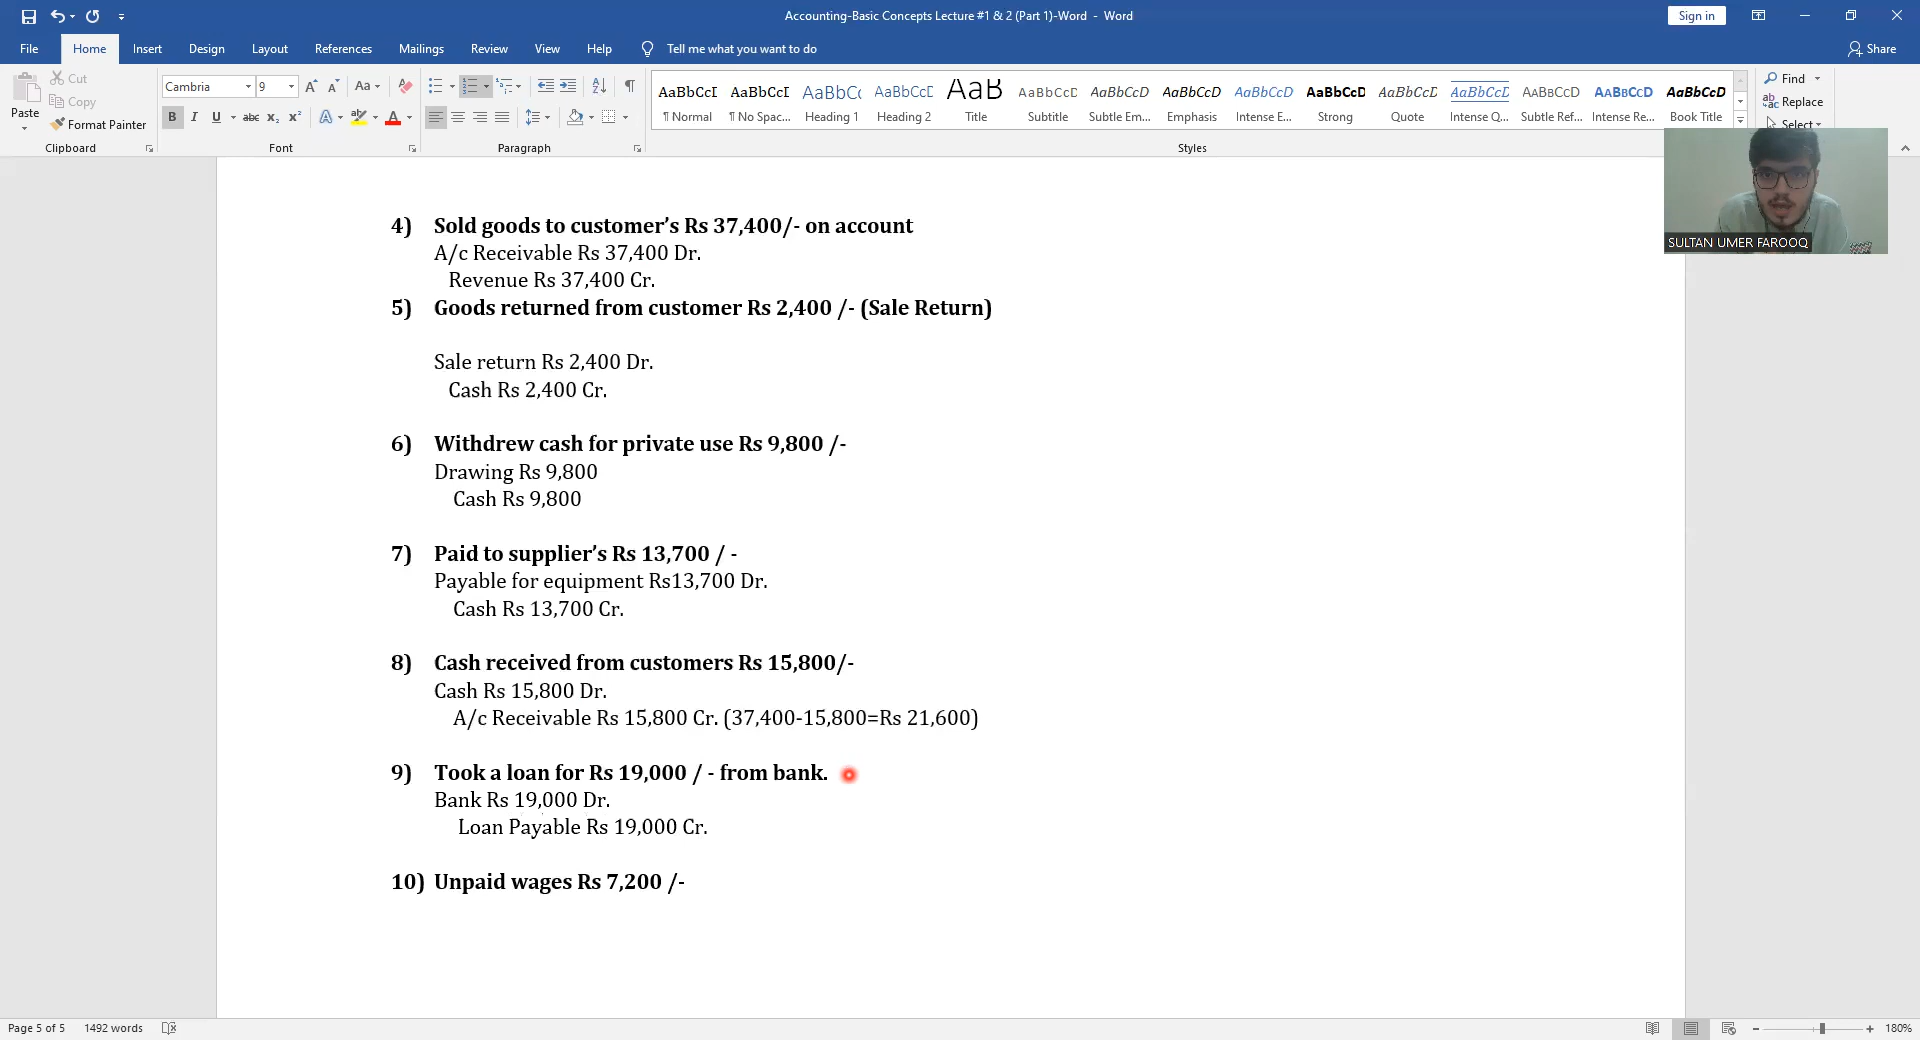 Accounting-Basic Concepts Lecture #1 & 2 (Part 1)-Word - Word
Sign in
File Home Insert Design Layout References Mailings Review View Help Tell me what you want to do Share
Paste
Cut
Copy
Format Painter
Clipboard
Cambria 9
Font
Paragraph
AaBbCcI AaBbCcI AaBbC AaBbCcE AaB AaBbCcD AaBbCcD AaBbCcD AaBbCcD AaBbCcD AaBbCcD AaBbCcD AaBbCcD AaBbCcD AaBbCcD
¶ Normal ¶ No Spac... Heading 1 Heading 2 Title Subtitle Subtle Em... Emphasis Intense E... Strong Quote Intense Q... Subtle Ref... Intense Re... Book Title
Styles
Find
Replace
Select
SULTAN UMER FAROOQ
4) Sold goods to customer’s Rs 37,400/- on account
A/c Receivable Rs 37,400 Dr.
Revenue Rs 37,400 Cr.
5) Goods returned from customer Rs 2,400 /- (Sale Return)
Sale return Rs 2,400 Dr.
Cash Rs 2,400 Cr.
6) Withdrew cash for private use Rs 9,800 /-
Drawing Rs 9,800
Cash Rs 9,800
7) Paid to supplier’s Rs 13,700 / -
Payable for equipment Rs13,700 Dr.
Cash Rs 13,700 Cr.
8) Cash received from customers Rs 15,800/-
Cash Rs 15,800 Dr.
A/c Receivable Rs 15,800 Cr. (37,400-15,800=Rs 21,600)
9) Took a loan for Rs 19,000 / - from bank.
Bank Rs 19,000 Dr.
Loan Payable Rs 19,000 Cr.
10) Unpaid wages Rs 7,200 /-
Page 5 of 5 1492 words 180%